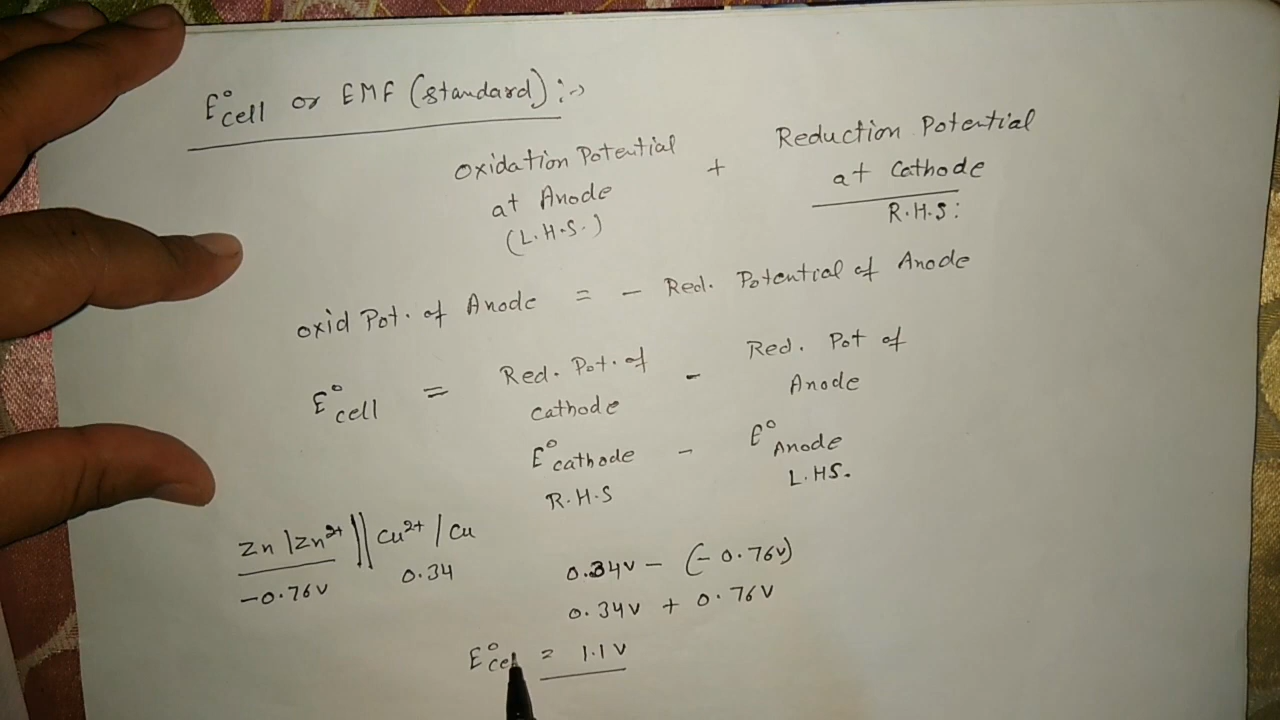 E°cell or EMF (standard) :->
Oxidation Potential at Anode (L.H.S.) + Reduction Potential at Cathode R.H.S:
Oxid Pot. of Anode = - Red. Potential of Anode
E°cell = Red. Pot. of cathode - Red. Pot of Anode
E°cathode R.H.S - E°Anode L.HS.
Zn |Zn2+ || Cu2+ / Cu
-0.76V 0.34
0.34V - (-0.76V)
0.34V + 0.76V
E°cel = 1.1V